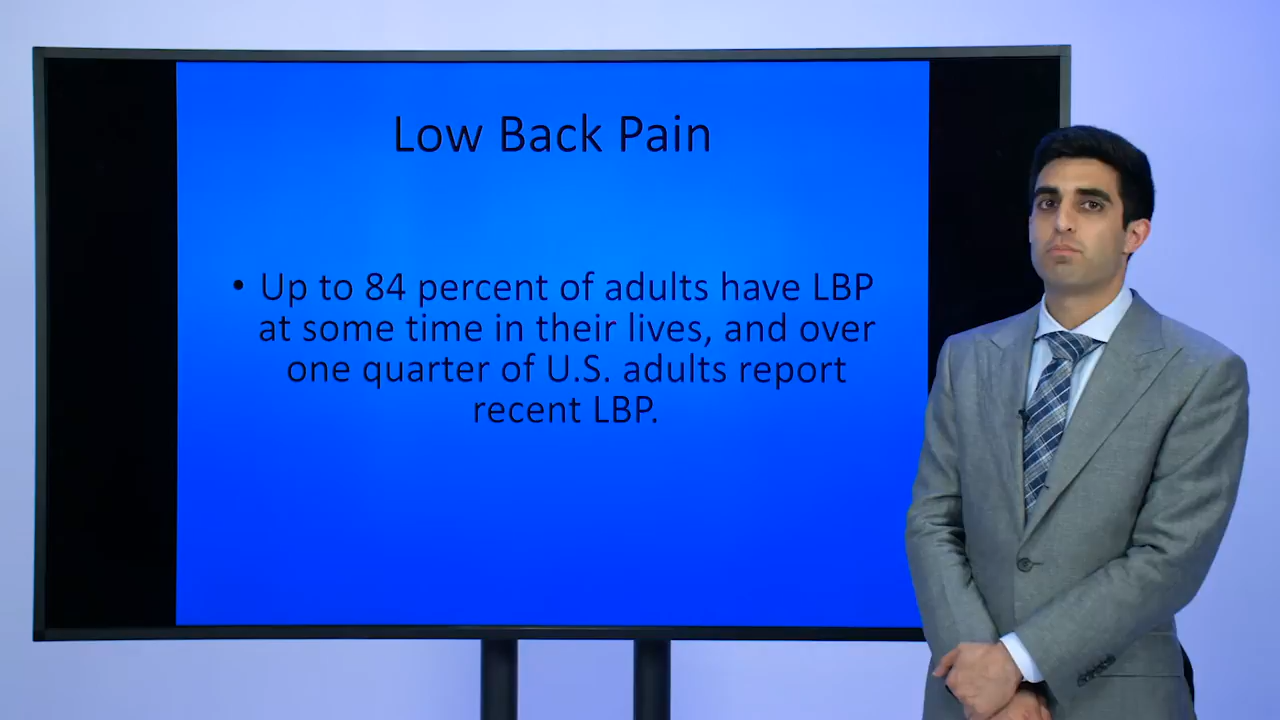 Low Back Pain
• Up to 84 percent of adults have LBP
at some time in their lives, and over
one quarter of U.S. adults report
recent LBP.